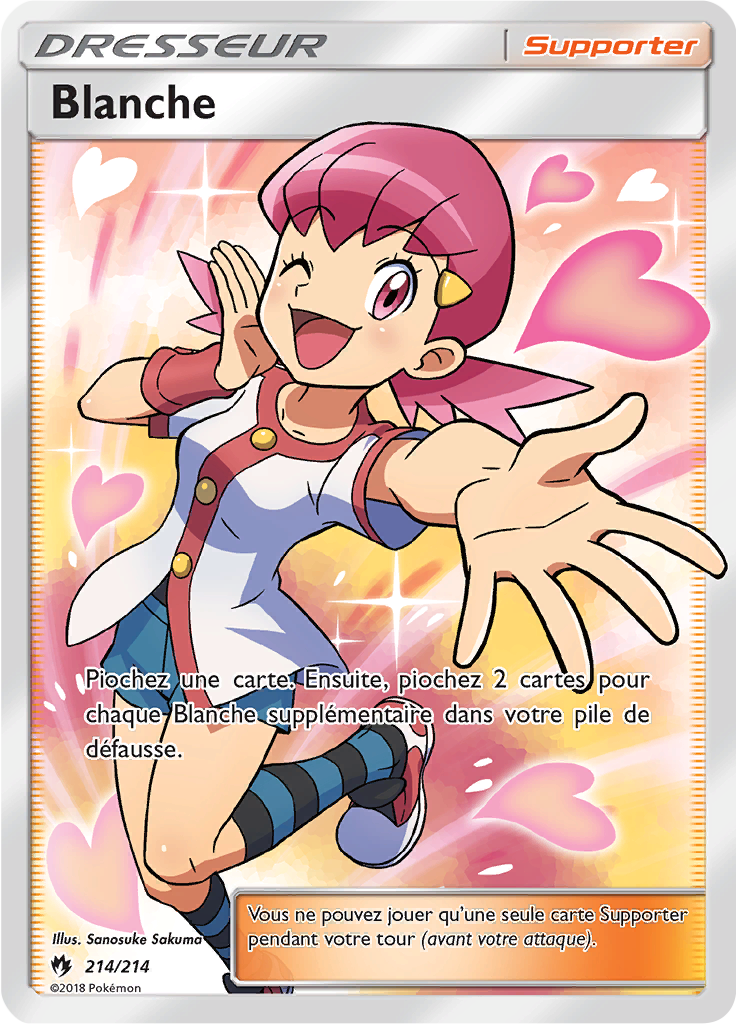 DRESSEUR
Supporter
Blanche
Piochez une carte. Ensuite, piochez 2 cartes pour
chaque Blanche supplémentaire dans votre pile de
défausse.
Vous ne pouvez jouer qu'une seule carte Supporter
pendant votre tour (avant votre attaque).
Illus. Sanosuke Sakuma
214/214
©2018 Pokémon